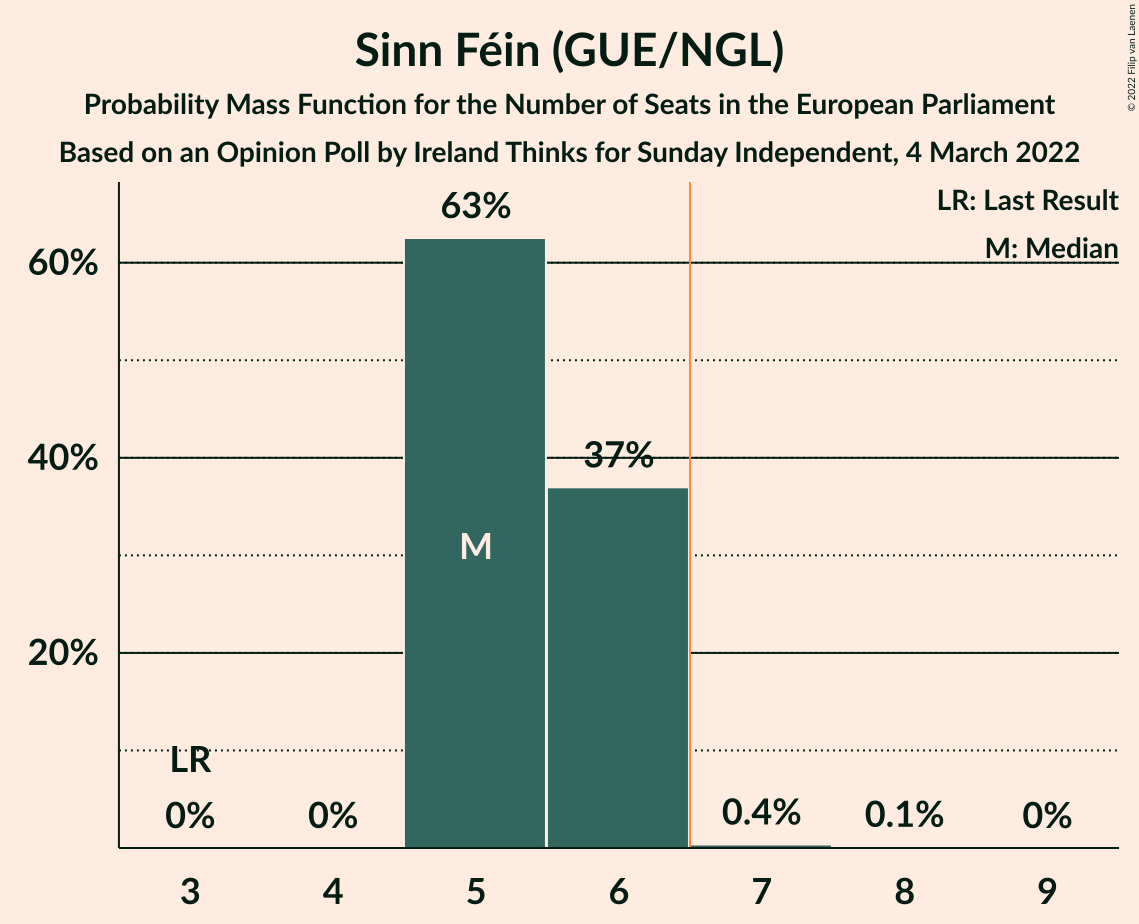 Sinn Féin (GUE/NGL)
Probability Mass Function for the Number of Seats in the European Parliament
Based on an Opinion Poll by Ireland Thinks for Sunday Independent, 4 March 2022
© 2022 Filip van Laenen
LR: Last Result
M: Median
63%
60%
37%
40%
M
20%
LR
0% 0% 0.4% 0.1% 0%
3 4 5 6 7 8 9